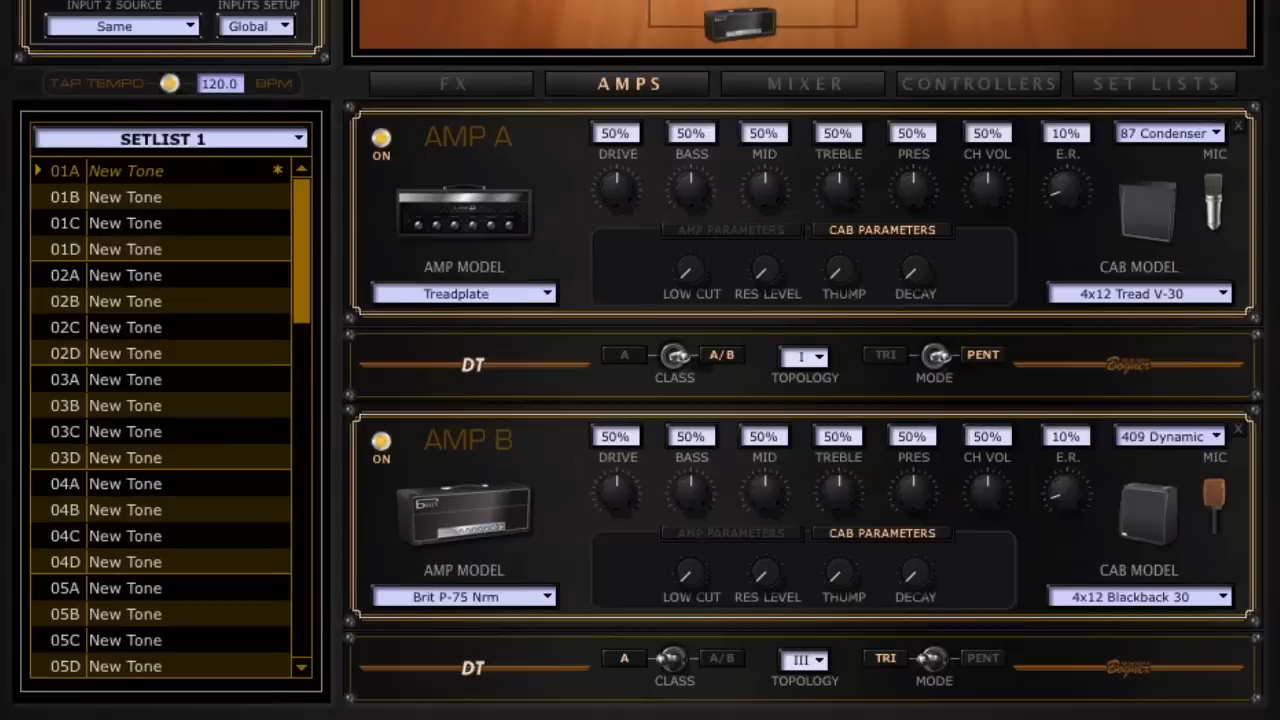 INPUT 2 SOURCE INPUTS SETUP
Same Global
TAP TEMPO 120.0 BPM
FX AMPS MIXER CONTROLLERS SET LISTS
SETLIST 1
01A New Tone *
01B New Tone
01C New Tone
01D New Tone
02A New Tone
02B New Tone
02C New Tone
02D New Tone
03A New Tone
03B New Tone
03C New Tone
03D New Tone
04A New Tone
04B New Tone
04C New Tone
04D New Tone
05A New Tone
05B New Tone
05C New Tone
05D New Tone
ON AMP A
50% 50% 50% 50% 50% 50% 10% 87 Condenser X
DRIVE BASS MID TREBLE PRES CH VOL E.R. MIC
AMP PARAMETERS CAB PARAMETERS
AMP MODEL CAB MODEL
LOW CUT RES LEVEL THUMP DECAY
Treadplate 4x12 Tread V-30
DT A A/B I TRI PENT Bogner
CLASS TOPOLOGY MODE
ON AMP B
50% 50% 50% 50% 50% 50% 10% 409 Dynamic X
DRIVE BASS MID TREBLE PRES CH VOL E.R. MIC
AMP PARAMETERS CAB PARAMETERS
AMP MODEL CAB MODEL
LOW CUT RES LEVEL THUMP DECAY
Brit P-75 Nrm 4x12 Blackback 30
DT A A/B III TRI PENT Bogner
CLASS TOPOLOGY MODE